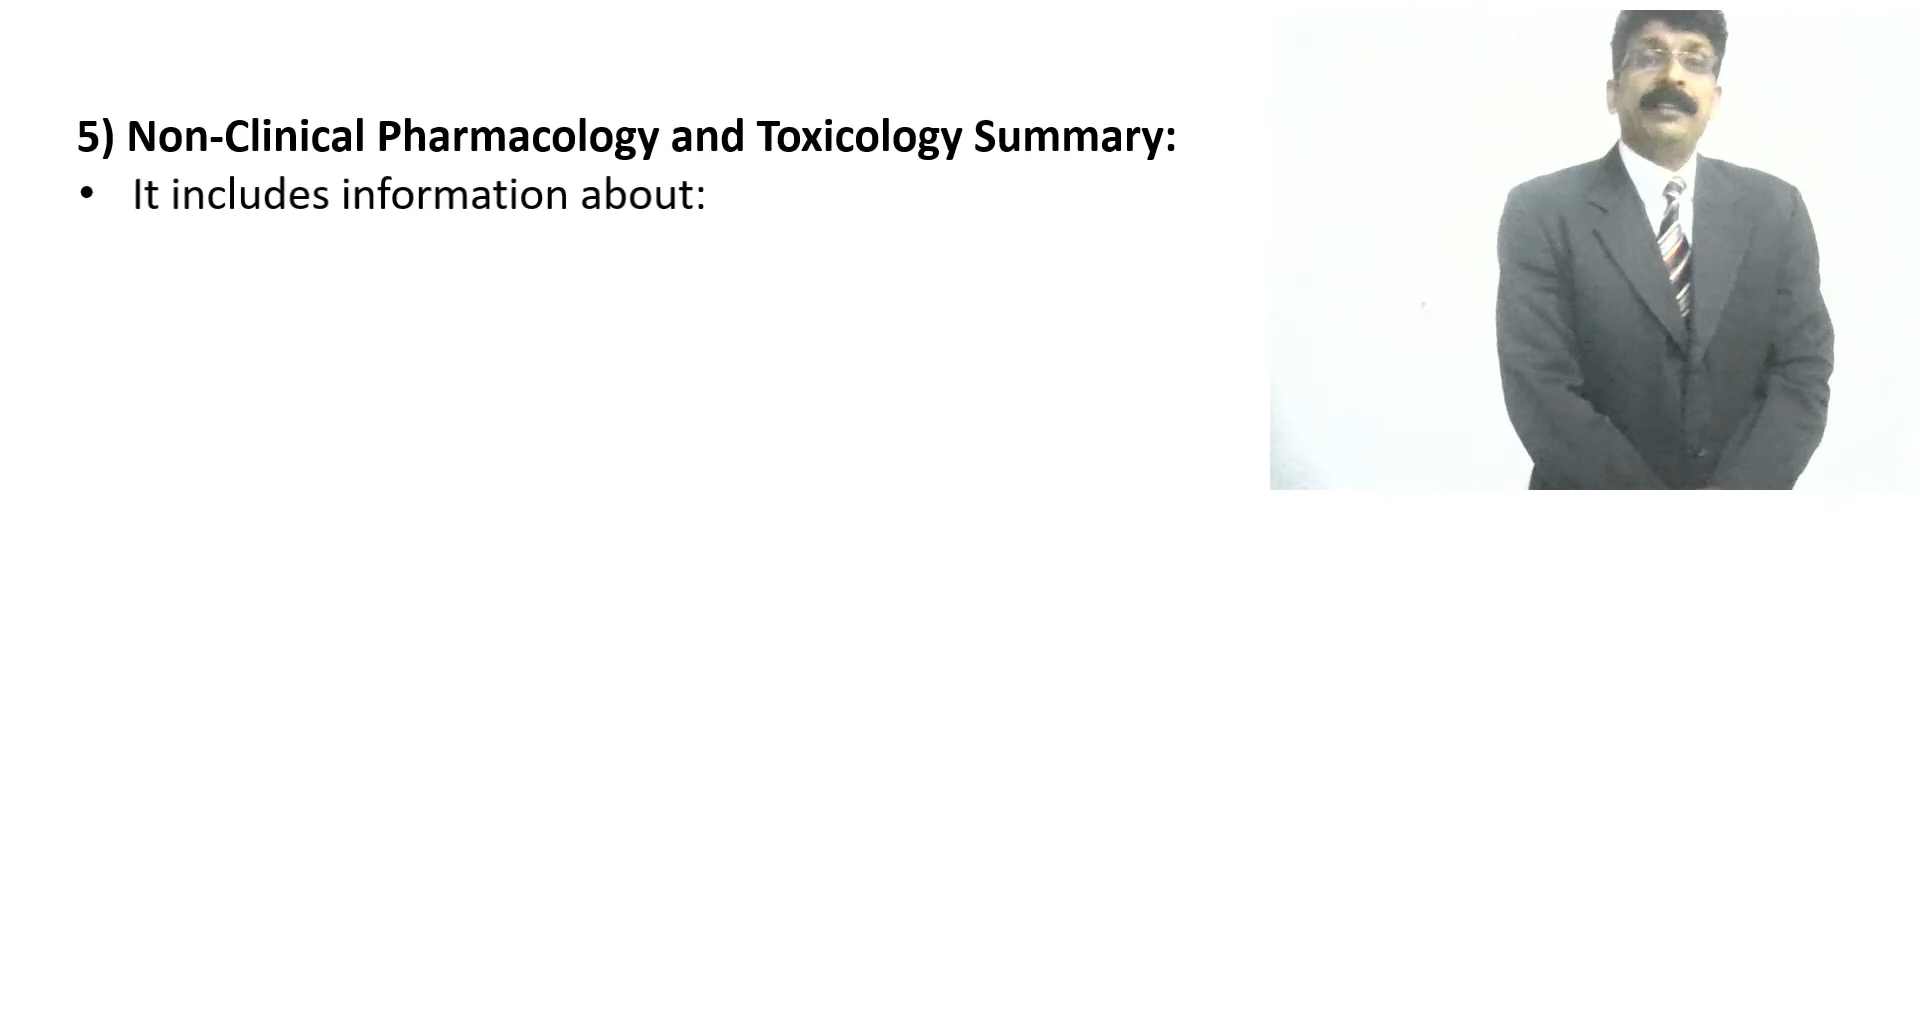 5) Non-Clinical Pharmacology and Toxicology Summary:
• It includes information about: